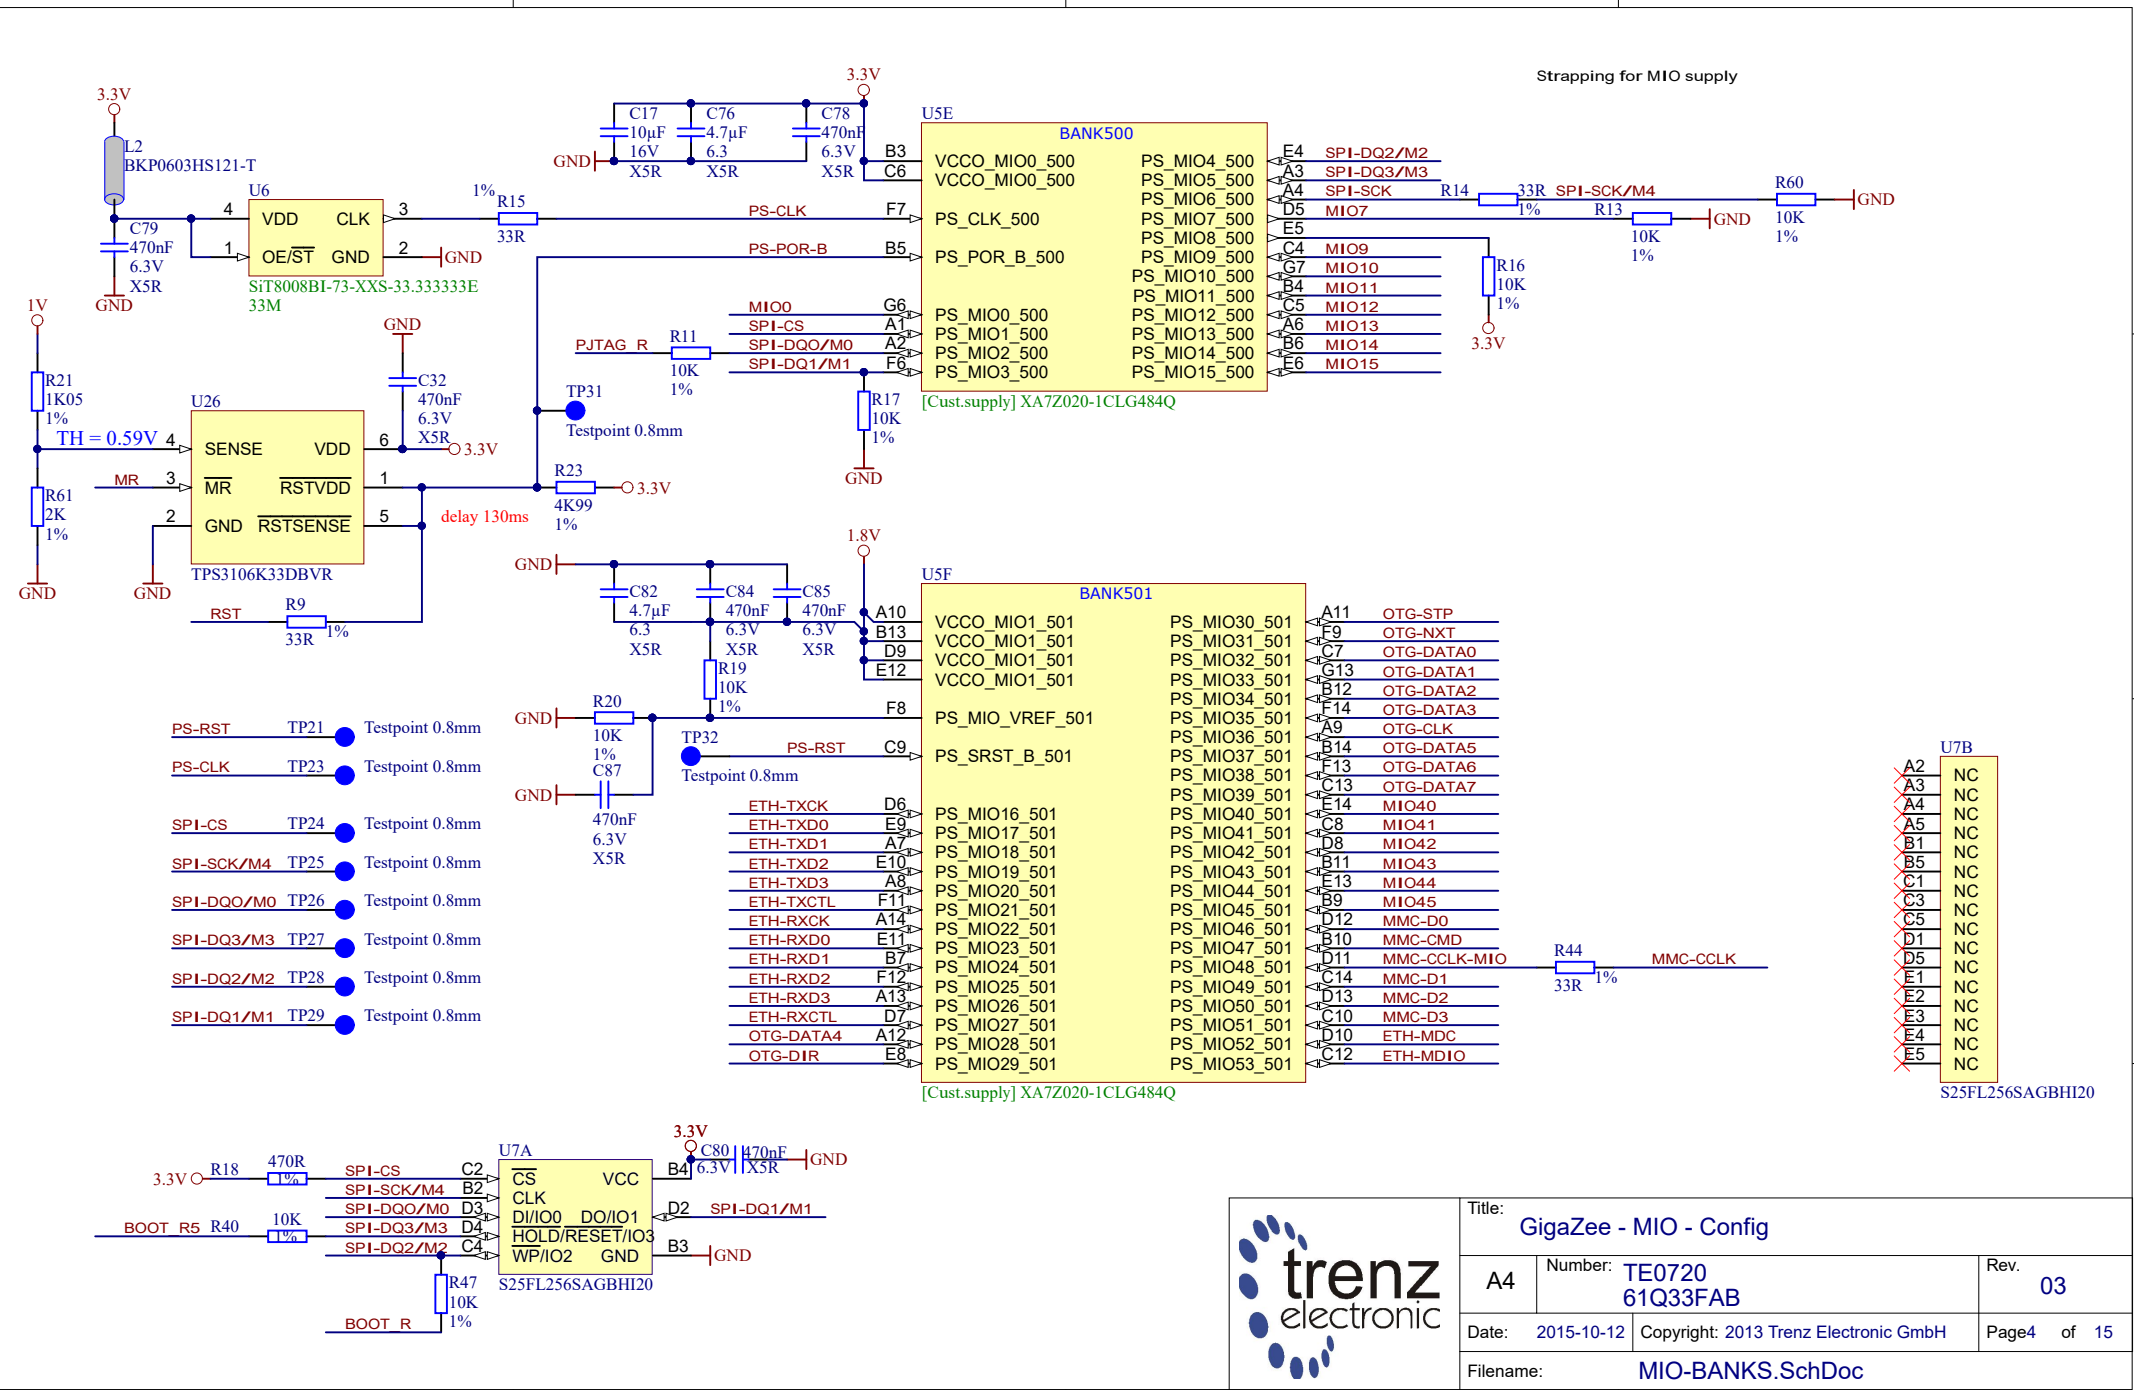 Strapping for MIO supply
3.3V
L2
BKP0603HS121-T
C79
470nF
6.3V
X5R
GND
U6
4 VDD CLK 3
1 OE/ST GND 2 GND
SiT8008BI-73-XXS-33.333333E
33M
1% R15
33R
PS-CLK
PS-POR-B
3.3V
C17
10µF
16V
X5R
C76
4.7µF
6.3
X5R
C78
470nF
6.3V
X5R
GND
U5E
BANK500
B3 VCCO_MIO0_500
C6 VCCO_MIO0_500
F7 PS_CLK_500
B5 PS_POR_B_500
MIO0 G6 PS_MIO0_500
SPI-CS A1 PS_MIO1_500
SPI-DQO/M0 A2 PS_MIO2_500
SPI-DQ1/M1 F6 PS_MIO3_500
PS_MIO4_500 E4 SPI-DQ2/M2
PS_MIO5_500 A3 SPI-DQ3/M3
PS_MIO6_500 A4 SPI-SCK
PS_MIO7_500 D5 MIO7
PS_MIO8_500 E5
PS_MIO9_500 C4 MIO9
PS_MIO10_500 G7 MIO10
PS_MIO11_500 B4 MIO11
PS_MIO12_500 C5 MIO12
PS_MIO13_500 A6 MIO13
PS_MIO14_500 B6 MIO14
PS_MIO15_500 E6 MIO15
[Cust.supply] XA7Z020-1CLG484Q
R14 33R SPI-SCK/M4
1%
R60
10K
1%
GND
R13
10K
1%
GND
R16
10K
1%
3.3V
PJTAG_R R11
10K
1%
R17
10K
1%
GND
1V
R21
1K05
1%
TH = 0.59V
R61
2K
1%
GND
MR
GND
U26
4 SENSE VDD 6
3 MR RSTVDD 1
2 GND RSTSENSE 5
TPS3106K33DBVR
GND
C32
470nF
6.3V
X5R
3.3V
delay 130ms
RST R9
33R 1%
TP31
Testpoint 0.8mm
R23 3.3V
4K99
1%
1.8V
GND
C82
4.7µF
6.3
X5R
C84
470nF
6.3V
X5R
C85
470nF
6.3V
X5R
R19
10K
1%
GND R20
10K
1%
GND C87
470nF
6.3V
X5R
TP32
Testpoint 0.8mm
PS-RST
U5F
BANK501
A10 VCCO_MIO1_501
B13 VCCO_MIO1_501
D9 VCCO_MIO1_501
E12 VCCO_MIO1_501
F8 PS_MIO_VREF_501
C9 PS_SRST_B_501
ETH-TXCK D6 PS_MIO16_501
ETH-TXD0 E9 PS_MIO17_501
ETH-TXD1 A7 PS_MIO18_501
ETH-TXD2 E10 PS_MIO19_501
ETH-TXD3 A8 PS_MIO20_501
ETH-TXCTL F11 PS_MIO21_501
ETH-RXCK A14 PS_MIO22_501
ETH-RXD0 E11 PS_MIO23_501
ETH-RXD1 B7 PS_MIO24_501
ETH-RXD2 F12 PS_MIO25_501
ETH-RXD3 A13 PS_MIO26_501
ETH-RXCTL D7 PS_MIO27_501
OTG-DATA4 A12 PS_MIO28_501
OTG-DIR E8 PS_MIO29_501
PS_MIO30_501 A11 OTG-STP
PS_MIO31_501 F9 OTG-NXT
PS_MIO32_501 C7 OTG-DATA0
PS_MIO33_501 G13 OTG-DATA1
PS_MIO34_501 B12 OTG-DATA2
PS_MIO35_501 F14 OTG-DATA3
PS_MIO36_501 A9 OTG-CLK
PS_MIO37_501 B14 OTG-DATA5
PS_MIO38_501 F13 OTG-DATA6
PS_MIO39_501 C13 OTG-DATA7
PS_MIO40_501 E14 MIO40
PS_MIO41_501 C8 MIO41
PS_MIO42_501 D8 MIO42
PS_MIO43_501 B11 MIO43
PS_MIO44_501 E13 MIO44
PS_MIO45_501 B9 MIO45
PS_MIO46_501 D12 MMC-D0
PS_MIO47_501 B10 MMC-CMD
PS_MIO48_501 D11 MMC-CCLK-MIO
PS_MIO49_501 C14 MMC-D1
PS_MIO50_501 D13 MMC-D2
PS_MIO51_501 C10 MMC-D3
PS_MIO52_501 D10 ETH-MDC
PS_MIO53_501 C12 ETH-MDIO
[Cust.supply] XA7Z020-1CLG484Q
R44 MMC-CCLK
33R 1%
PS-RST TP21 Testpoint 0.8mm
PS-CLK TP23 Testpoint 0.8mm
SPI-CS TP24 Testpoint 0.8mm
SPI-SCK/M4 TP25 Testpoint 0.8mm
SPI-DQO/M0 TP26 Testpoint 0.8mm
SPI-DQ3/M3 TP27 Testpoint 0.8mm
SPI-DQ2/M2 TP28 Testpoint 0.8mm
SPI-DQ1/M1 TP29 Testpoint 0.8mm
U7B
A2 NC
A3 NC
A4 NC
A5 NC
B1 NC
B5 NC
C1 NC
C3 NC
C5 NC
D1 NC
D5 NC
E1 NC
E2 NC
E3 NC
E4 NC
E5 NC
S25FL256SAGBHI20
3.3V R18 470R 1%
BOOT_R5 R40 10K 1%
U7A
SPI-CS C2 CS VCC B4
SPI-SCK/M4 B2 CLK
SPI-DQO/M0 D3 DI/IO0 DO/IO1 D2 SPI-DQ1/M1
SPI-DQ3/M3 D4 HOLD/RESET/IO3
SPI-DQ2/M2 C4 WP/IO2 GND B3 GND
S25FL256SAGBHI20
3.3V
C80 470nF GND
6.3V X5R
R47
10K
1%
BOOT_R
trenz
electronic
Title:
GigaZee - MIO - Config
A4
Number: TE0720
61Q33FAB
Rev.
03
Date: 2015-10-12 Copyright: 2013 Trenz Electronic GmbH Page4 of 15
Filename: MIO-BANKS.SchDoc